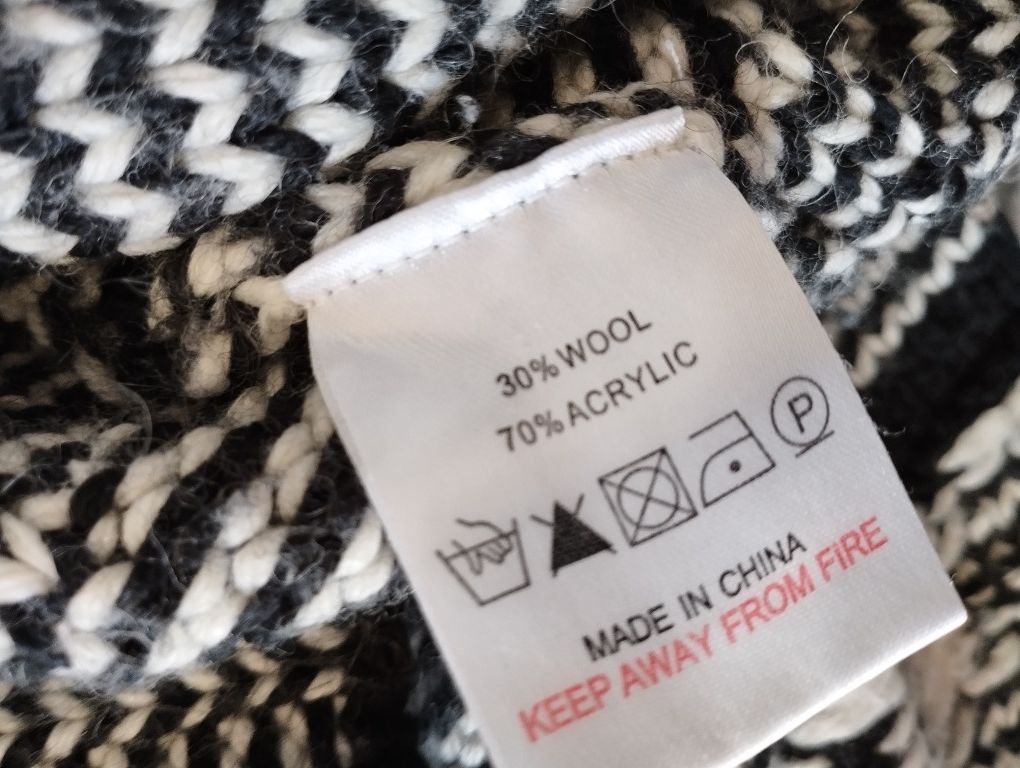 30% WOOL
70% ACRYLIC
P
MADE IN CHINA
KEEP AWAY FROM FIRE